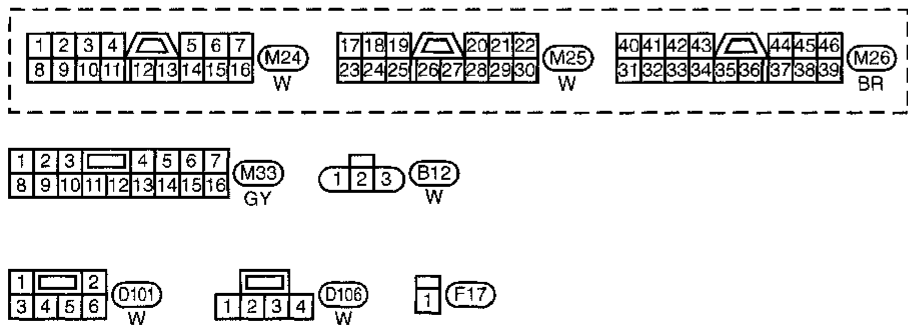 1 2 3 4 5 6 7 17 18 19 20 21 22 40 41 42 43 44 45 46
M24 M25 M26
8 9 10 11 12 13 14 15 16 23 24 25 26 27 28 29 30 31 32 33 34 35 36 37 38 39
W W BR
1 2 3 4 5 6 7
M33 1 2 3 B12
8 9 10 11 12 13 14 15 16
GY W
1 2
D101 D106 F17
3 4 5 6 1 2 3 4 1
W W